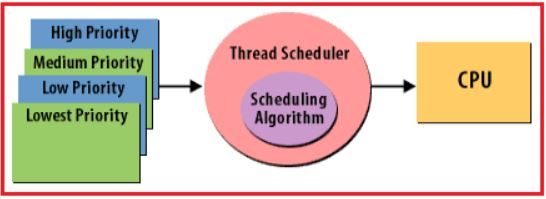 High Priority
Medium Priority
Low Priority
Lowest Priority
Thread Scheduler
Scheduling
Algorithm
CPU